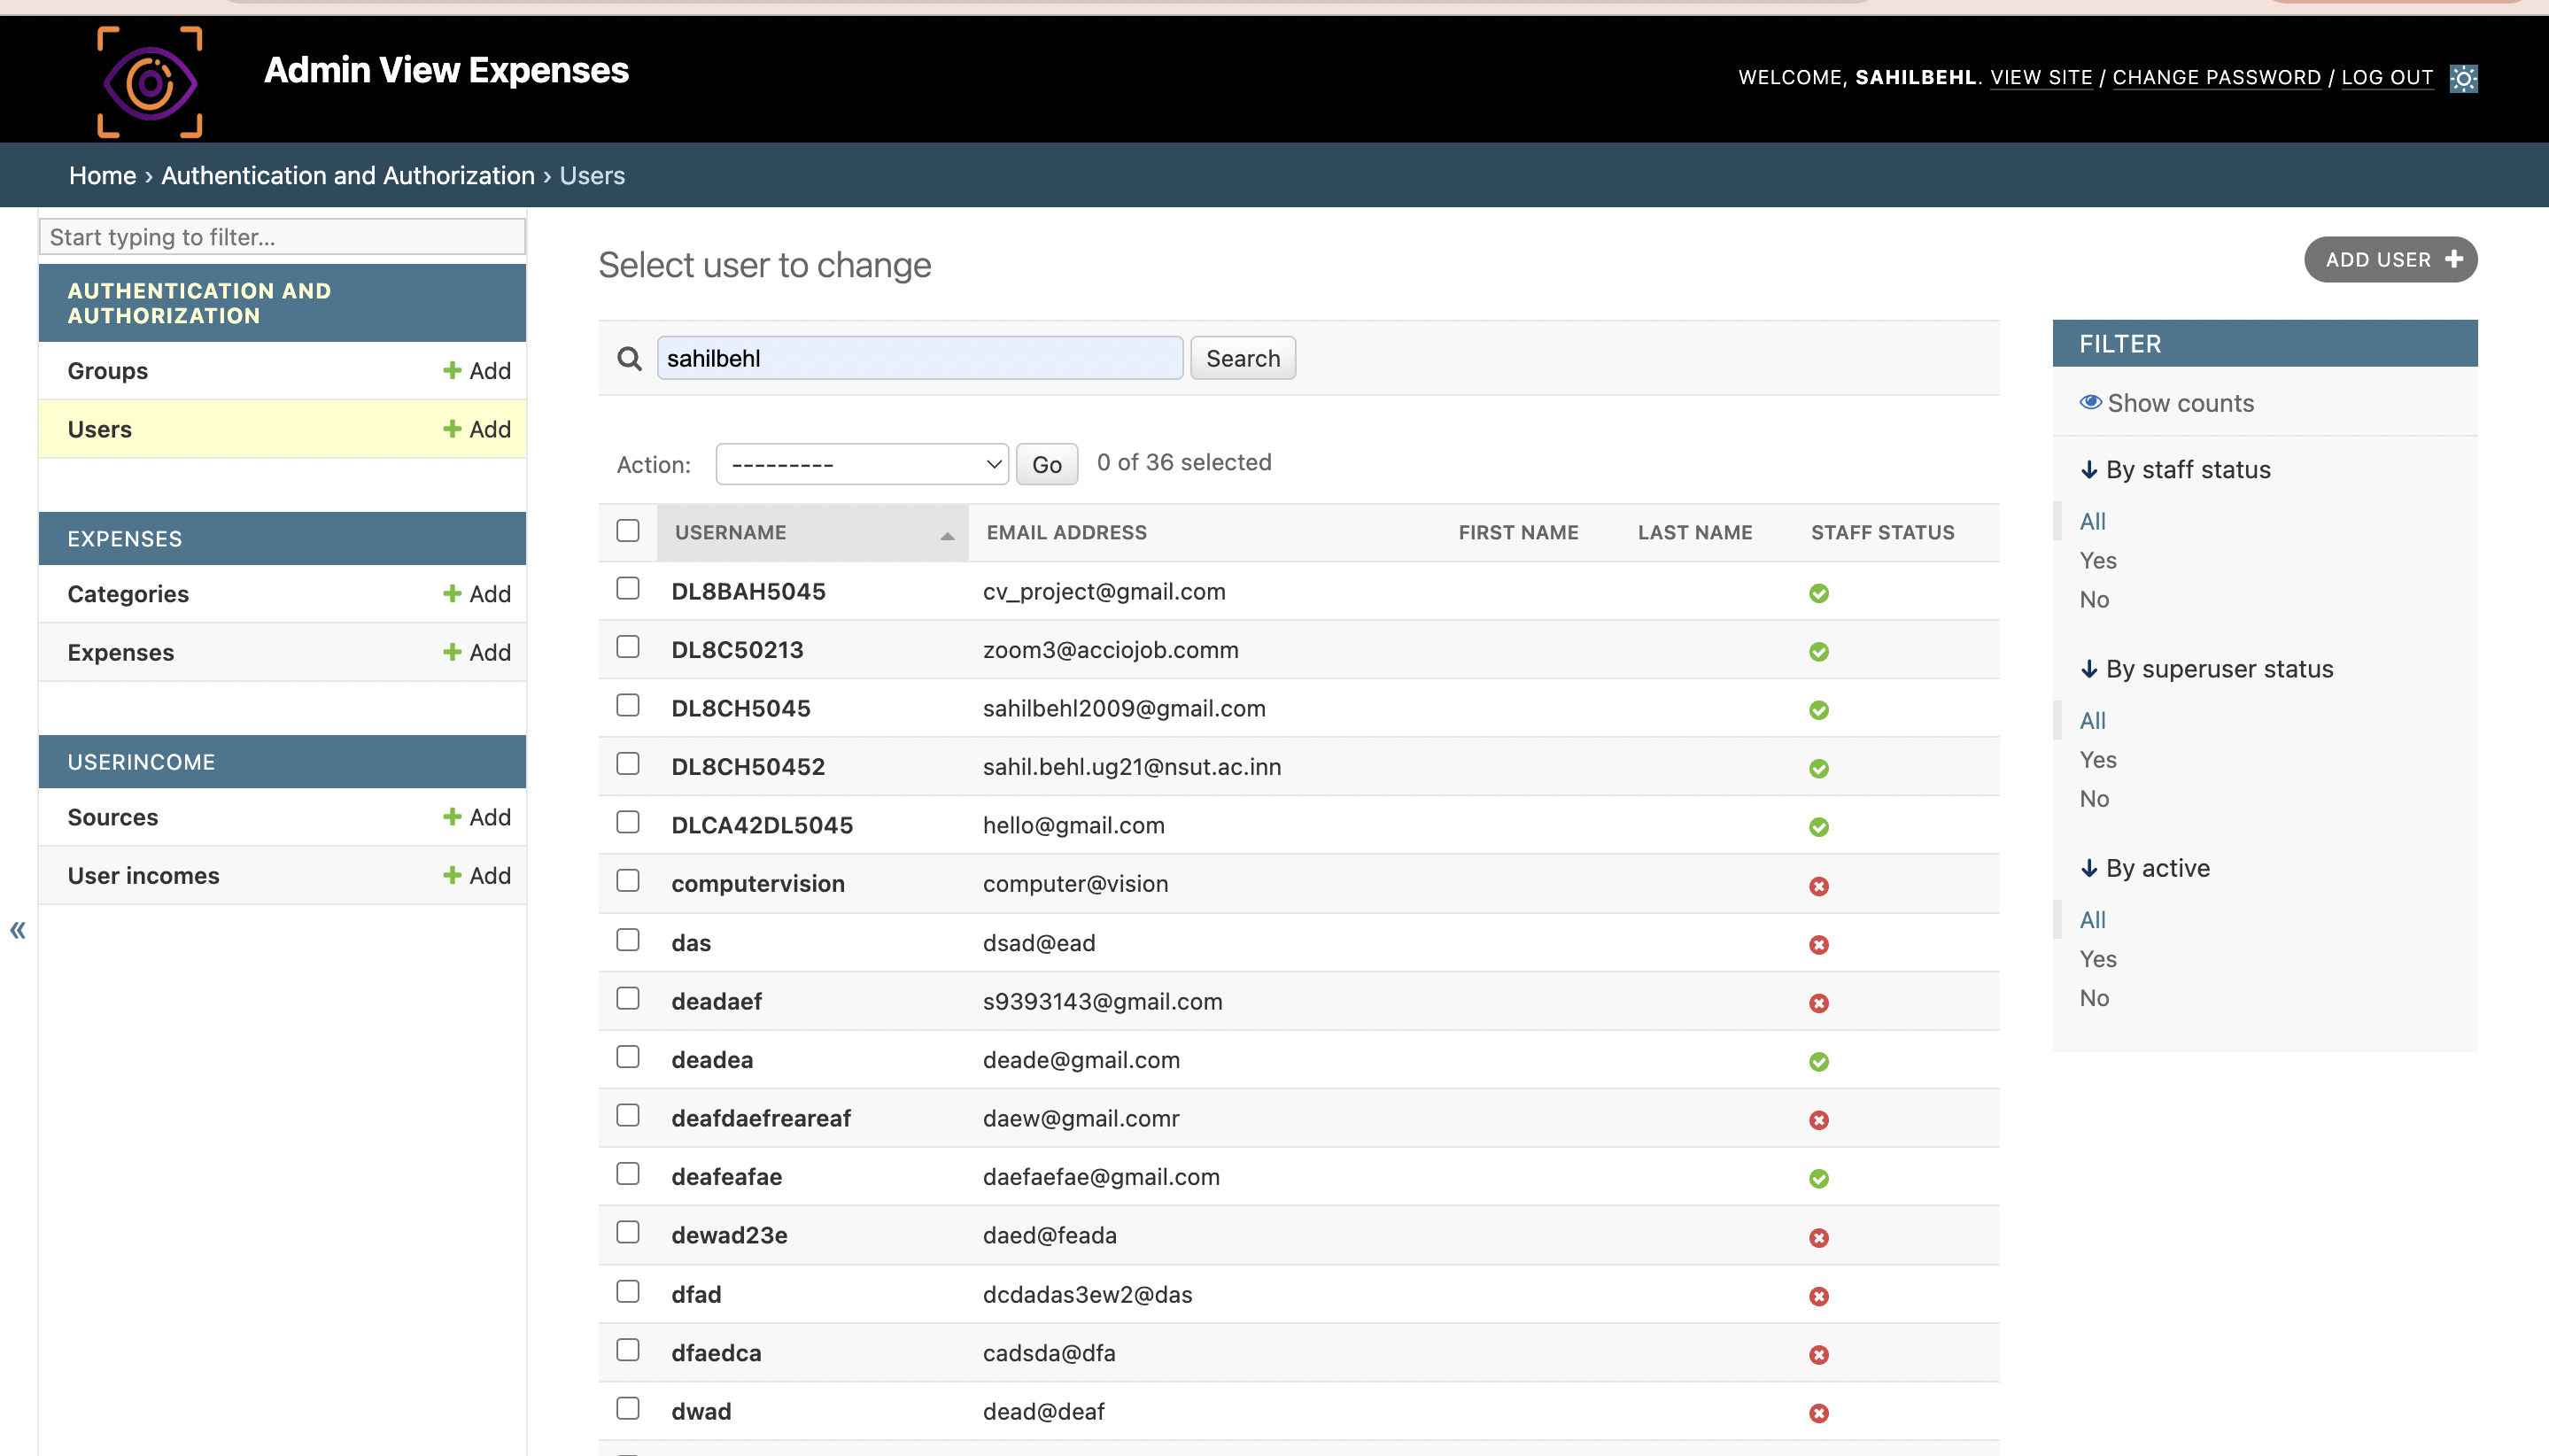 Admin View Expenses
WELCOME, SAHILBEHL. VIEW SITE / CHANGE PASSWORD / LOG OUT
Home › Authentication and Authorization › Users
Start typing to filter...
AUTHENTICATION AND
AUTHORIZATION
Groups + Add
Users + Add
EXPENSES
Categories + Add
Expenses + Add
USERINCOME
Sources + Add
User incomes + Add
«
Select user to change
ADD USER +
sahilbehl Search
Action: --------- Go 0 of 36 selected
USERNAME EMAIL ADDRESS FIRST NAME LAST NAME STAFF STATUS
DL8BAH5045 cv_project@gmail.com
DL8C50213 zoom3@acciojob.comm
DL8CH5045 sahilbehl2009@gmail.com
DL8CH50452 sahil.behl.ug21@nsut.ac.inn
DLCA42DL5045 hello@gmail.com
computervision computer@vision
das dsad@ead
deadaef s9393143@gmail.com
deadea deade@gmail.com
deafdaefreareaf daew@gmail.comr
deafeafae daefaefae@gmail.com
dewad23e daed@feada
dfad dcdadas3ew2@das
dfaedca cadsda@dfa
dwad dead@deaf
FILTER
Show counts
↓ By staff status
All
Yes
No
↓ By superuser status
All
Yes
No
↓ By active
All
Yes
No